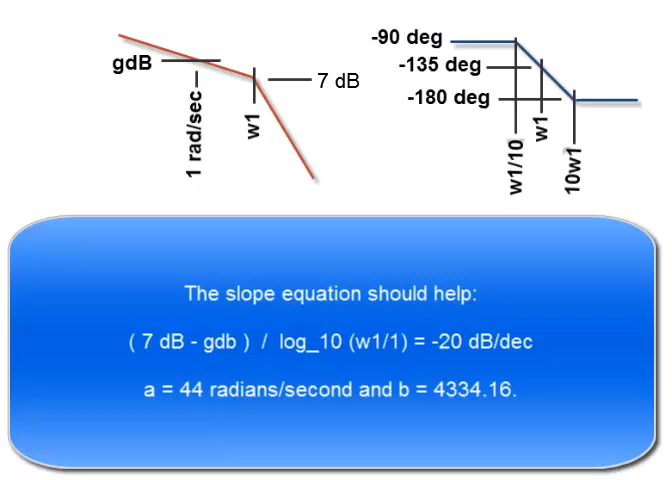 gdB
7 dB
1 rad/sec
w1
-90 deg
-135 deg
-180 deg
w1/10
w1
10w1
The slope equation should help:
( 7 dB - gdb ) / log_10 (w1/1) = -20 dB/dec
a = 44 radians/second and b = 4334.16.